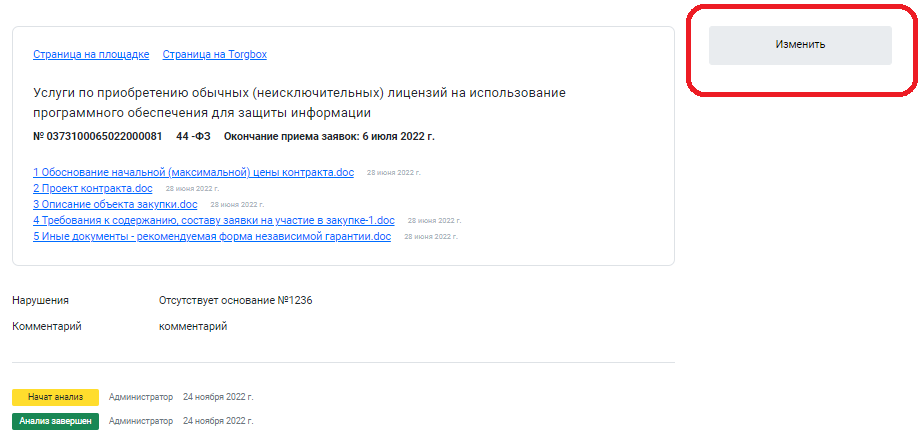 Страница на площадке Страница на Torgbox
Изменить
Услуги по приобретению обычных (неисключительных) лицензий на использование
программного обеспечения для защиты информации
№ 0373100065022000081 44 -ФЗ Окончание приема заявок: 6 июля 2022 г.
1 Обоснование начальной (максимальной) цены контракта.doc 28 июня 2022 г.
2 Проект контракта.doc 28 июня 2022 г.
3 Описание объекта закупки.doc 28 июня 2022 г.
4 Требования к содержанию, составу заявки на участие в закупке-1.doc 28 июня 2022 г.
5 Иные документы - рекомендуемая форма независимой гарантии.doc 28 июня 2022 г.
Нарушения Отсутствует основание №1236
Комментарий комментарий
Начат анализ Администратор 24 ноября 2022 г.
Анализ завершен Администратор 24 ноября 2022 г.